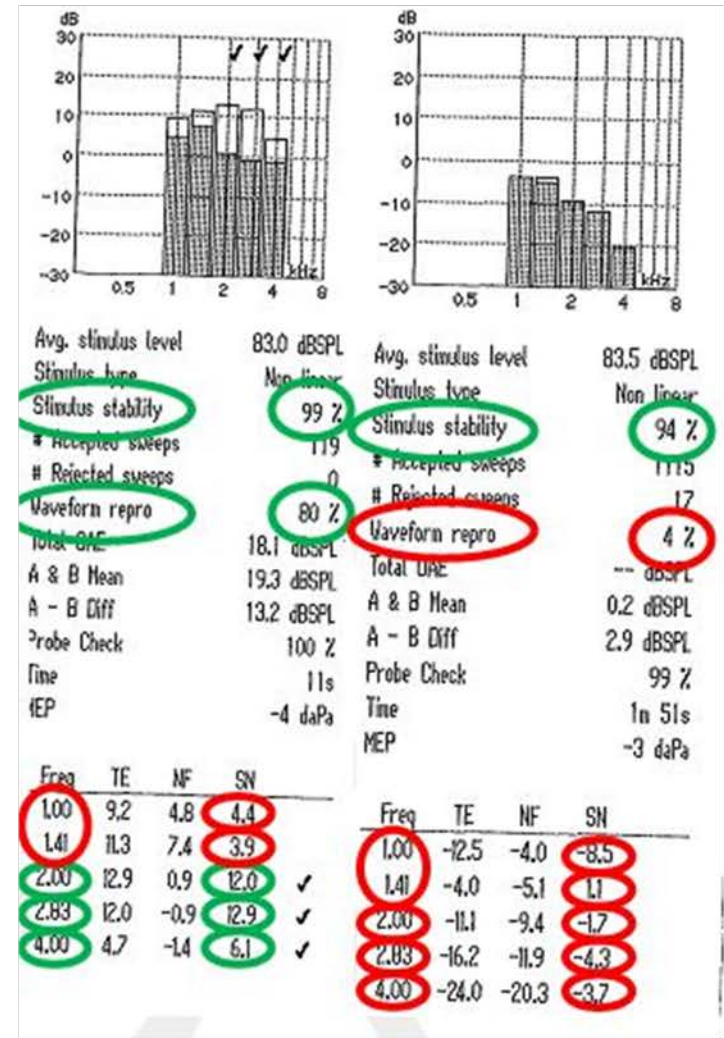 dB
30
20
10
0
-10
-20
-30
0.5 1 2 4 8
kHz
Avg. stimulus level 83.0 dBSPL
Stimulus type Non linear
Stimulus stability 99 %
# Accepted sweeps 119
# Rejected sweeps 0
Waveform repro 80 %
Total OAE 18.1 dBSPL
A & B Mean 19.3 dBSPL
A - B Diff 13.2 dBSPL
Probe Check 100 %
Time 11s
MEP -4 daPa
Freq TE NF SN
1.00 9.2 4.8 4.4
1.41 11.3 7.4 3.9
2.00 12.9 0.9 12.0 ✓
2.83 12.0 -0.9 12.9 ✓
4.00 4.7 -1.4 6.1 ✓
dB
30
20
10
0
-10
-20
-30
0.5 1 2 4 8
kHz
Avg. stimulus level 83.5 dBSPL
Stimulus type Non linear
Stimulus stability 94 %
# Accepted sweeps 1115
# Rejected sweeps 17
Waveform repro 4 %
Total OAE -- dBSPL
A & B Mean 0.2 dBSPL
A - B Diff 2.9 dBSPL
Probe Check 99 %
Time 1m 51s
MEP -3 daPa
Freq TE NF SN
1.00 -12.5 -4.0 -8.5
1.41 -4.0 -5.1 1.1
2.00 -11.1 -9.4 -1.7
2.83 -16.2 -11.9 -4.3
4.00 -24.0 -20.3 -3.7